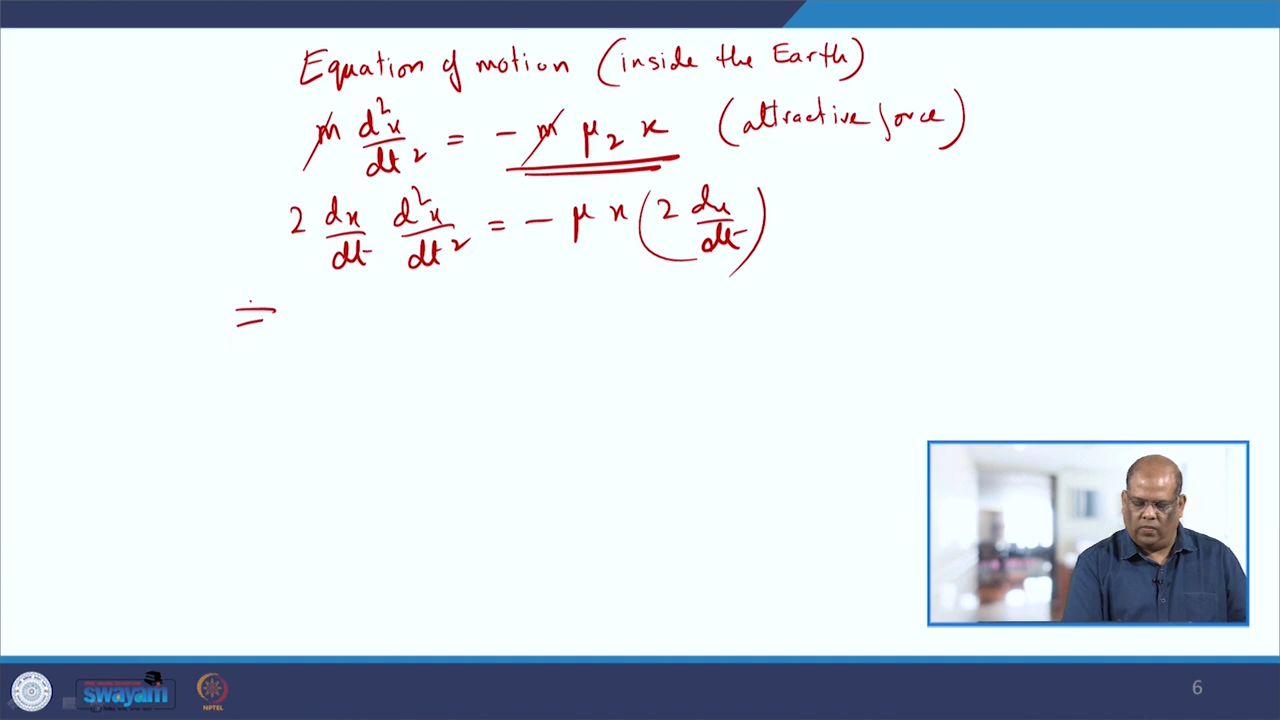 Equation of motion (inside the Earth)
m d²x/dt² = - m μ₂ x (attractive force)
2 dx/dt d²x/dt² = - μ x (2 dx/dt)
=
swayam
NPTEL
6